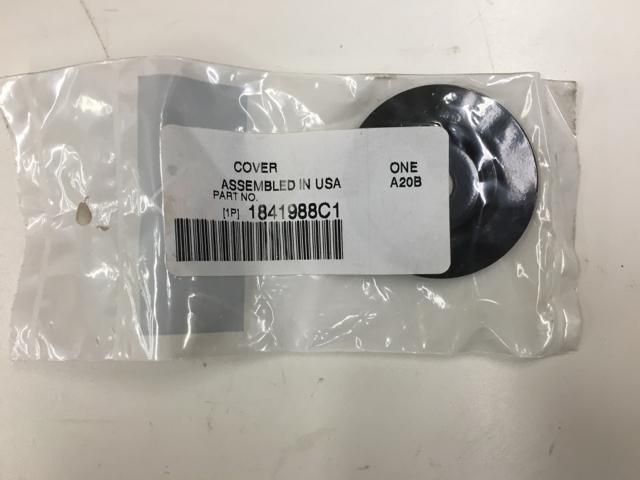 COVER ONE
ASSEMBLED IN USA A20B
PART NO.
[1P] 1841988C1